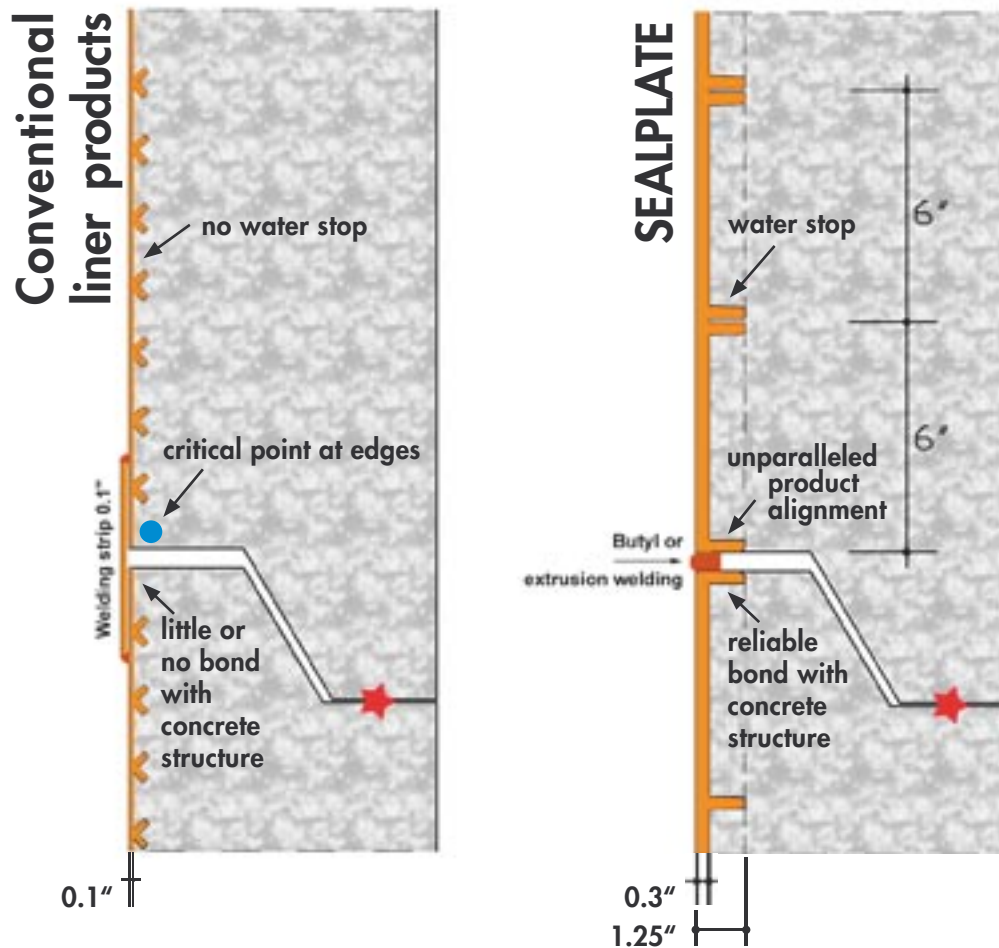 Conventional
liner products
no water stop
critical point at edges
Welding strip 0.1"
little or
no bond
with
concrete
structure
0.1“
SEALPLATE
water stop
6"
6"
unparalleled
product
alignment
Butyl or
extrusion welding
reliable
bond with
concrete
structure
0.3“
1.25“